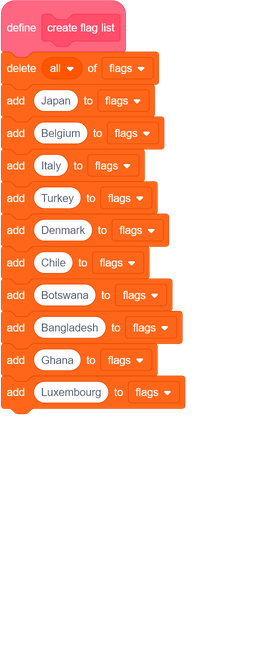 define create flag list
delete all of flags
add Japan to flags
add Belgium to flags
add Italy to flags
add Turkey to flags
add Denmark to flags
add Chile to flags
add Botswana to flags
add Bangladesh to flags
add Ghana to flags
add Luxembourg to flags